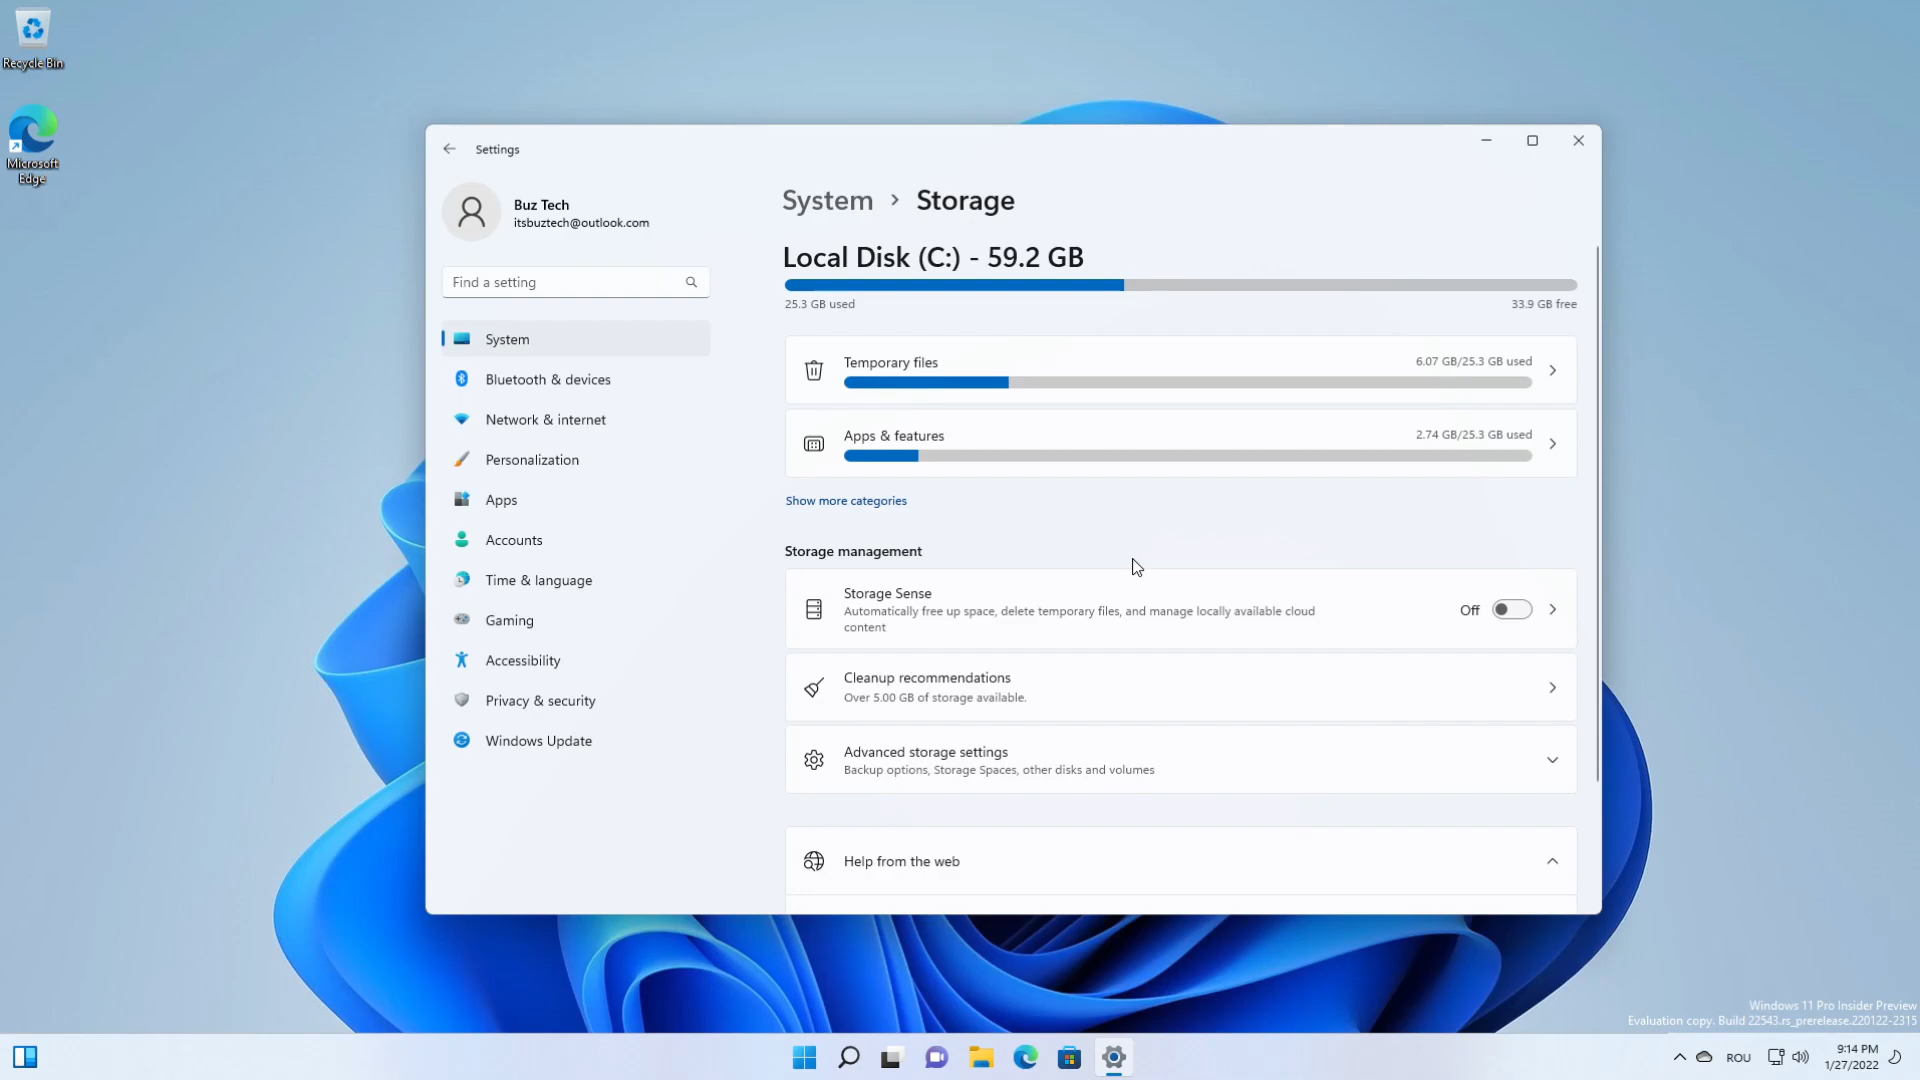 Recycle Bin
Microsoft
Edge
Settings
Buz Tech
itsbuztech@outlook.com
Find a setting
System
Bluetooth & devices
Network & internet
Personalization
Apps
Accounts
Time & language
Gaming
Accessibility
Privacy & security
Windows Update
System › Storage
Local Disk (C:) - 59.2 GB
25.3 GB used 33.9 GB free
Temporary files 6.07 GB/25.3 GB used
Apps & features 2.74 GB/25.3 GB used
Show more categories
Storage management
Storage Sense
Automatically free up space, delete temporary files, and manage locally available cloud
content
Off
Cleanup recommendations
Over 5.00 GB of storage available.
Advanced storage settings
Backup options, Storage Spaces, other disks and volumes
Help from the web
Windows 11 Pro Insider Preview
Evaluation copy. Build 22543.rs_prerelease.220122-2315
ROU
9:14 PM
1/27/2022